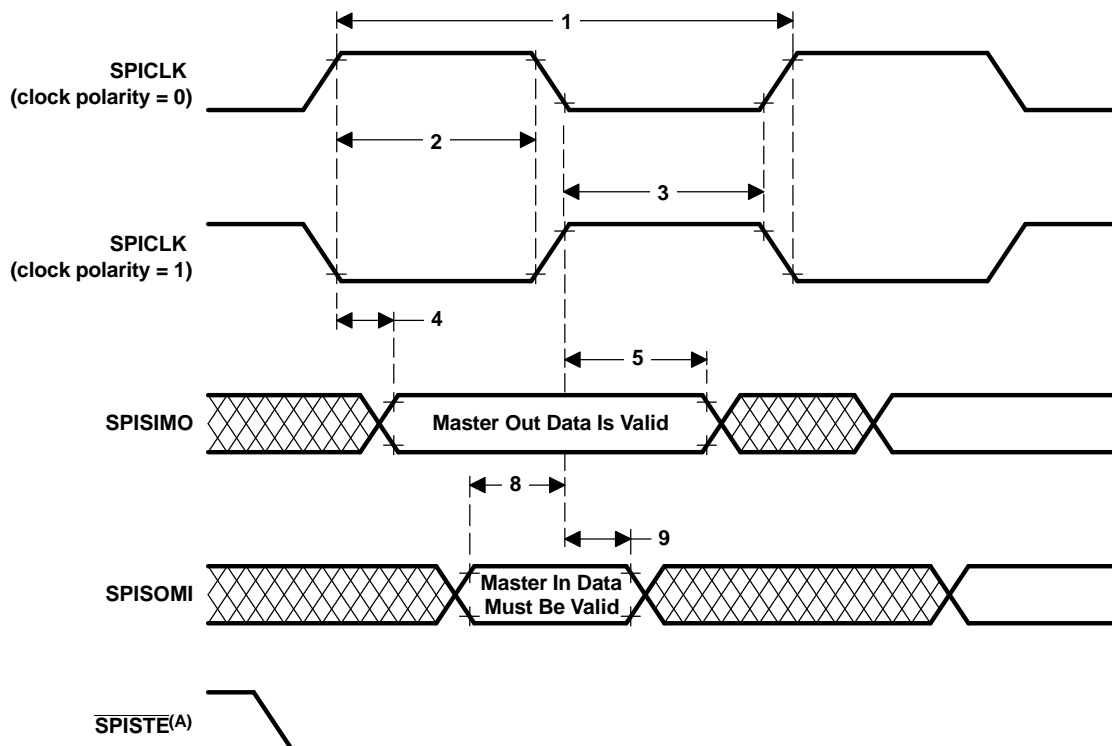 1
SPICLK
(clock polarity = 0)
2
3
SPICLK
(clock polarity = 1)
4
5
SPISIMO
Master Out Data Is Valid
8
9
SPISOMI
Master In Data
Must Be Valid
SPISTE(A)